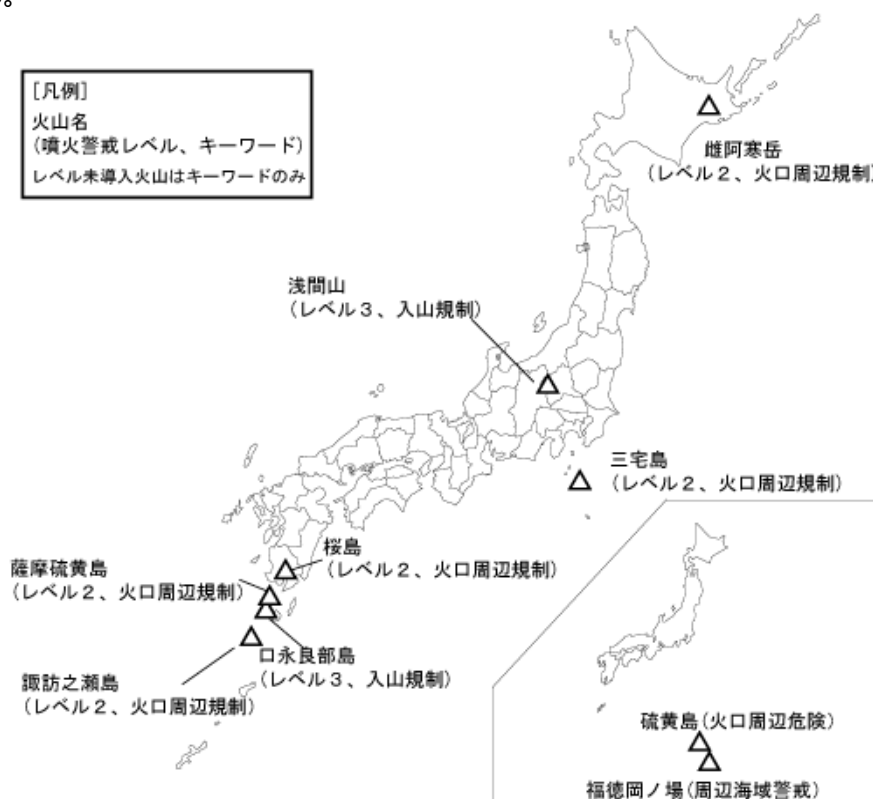 。
[凡例]
火山名
(噴火警戒レベル、キーワード)
レベル未導入火山はキーワードのみ
雌阿寒岳
(レベル2、火口周辺規制)
浅間山
(レベル3、入山規制)
三宅島
(レベル2、火口周辺規制)
桜島
(レベル2、火口周辺規制)
薩摩硫黄島
(レベル2、火口周辺規制)
口永良部島
(レベル3、入山規制)
諏訪之瀬島
(レベル2、火口周辺規制)
硫黄島(火口周辺危険)
福徳岡ノ場(周辺海域警戒)